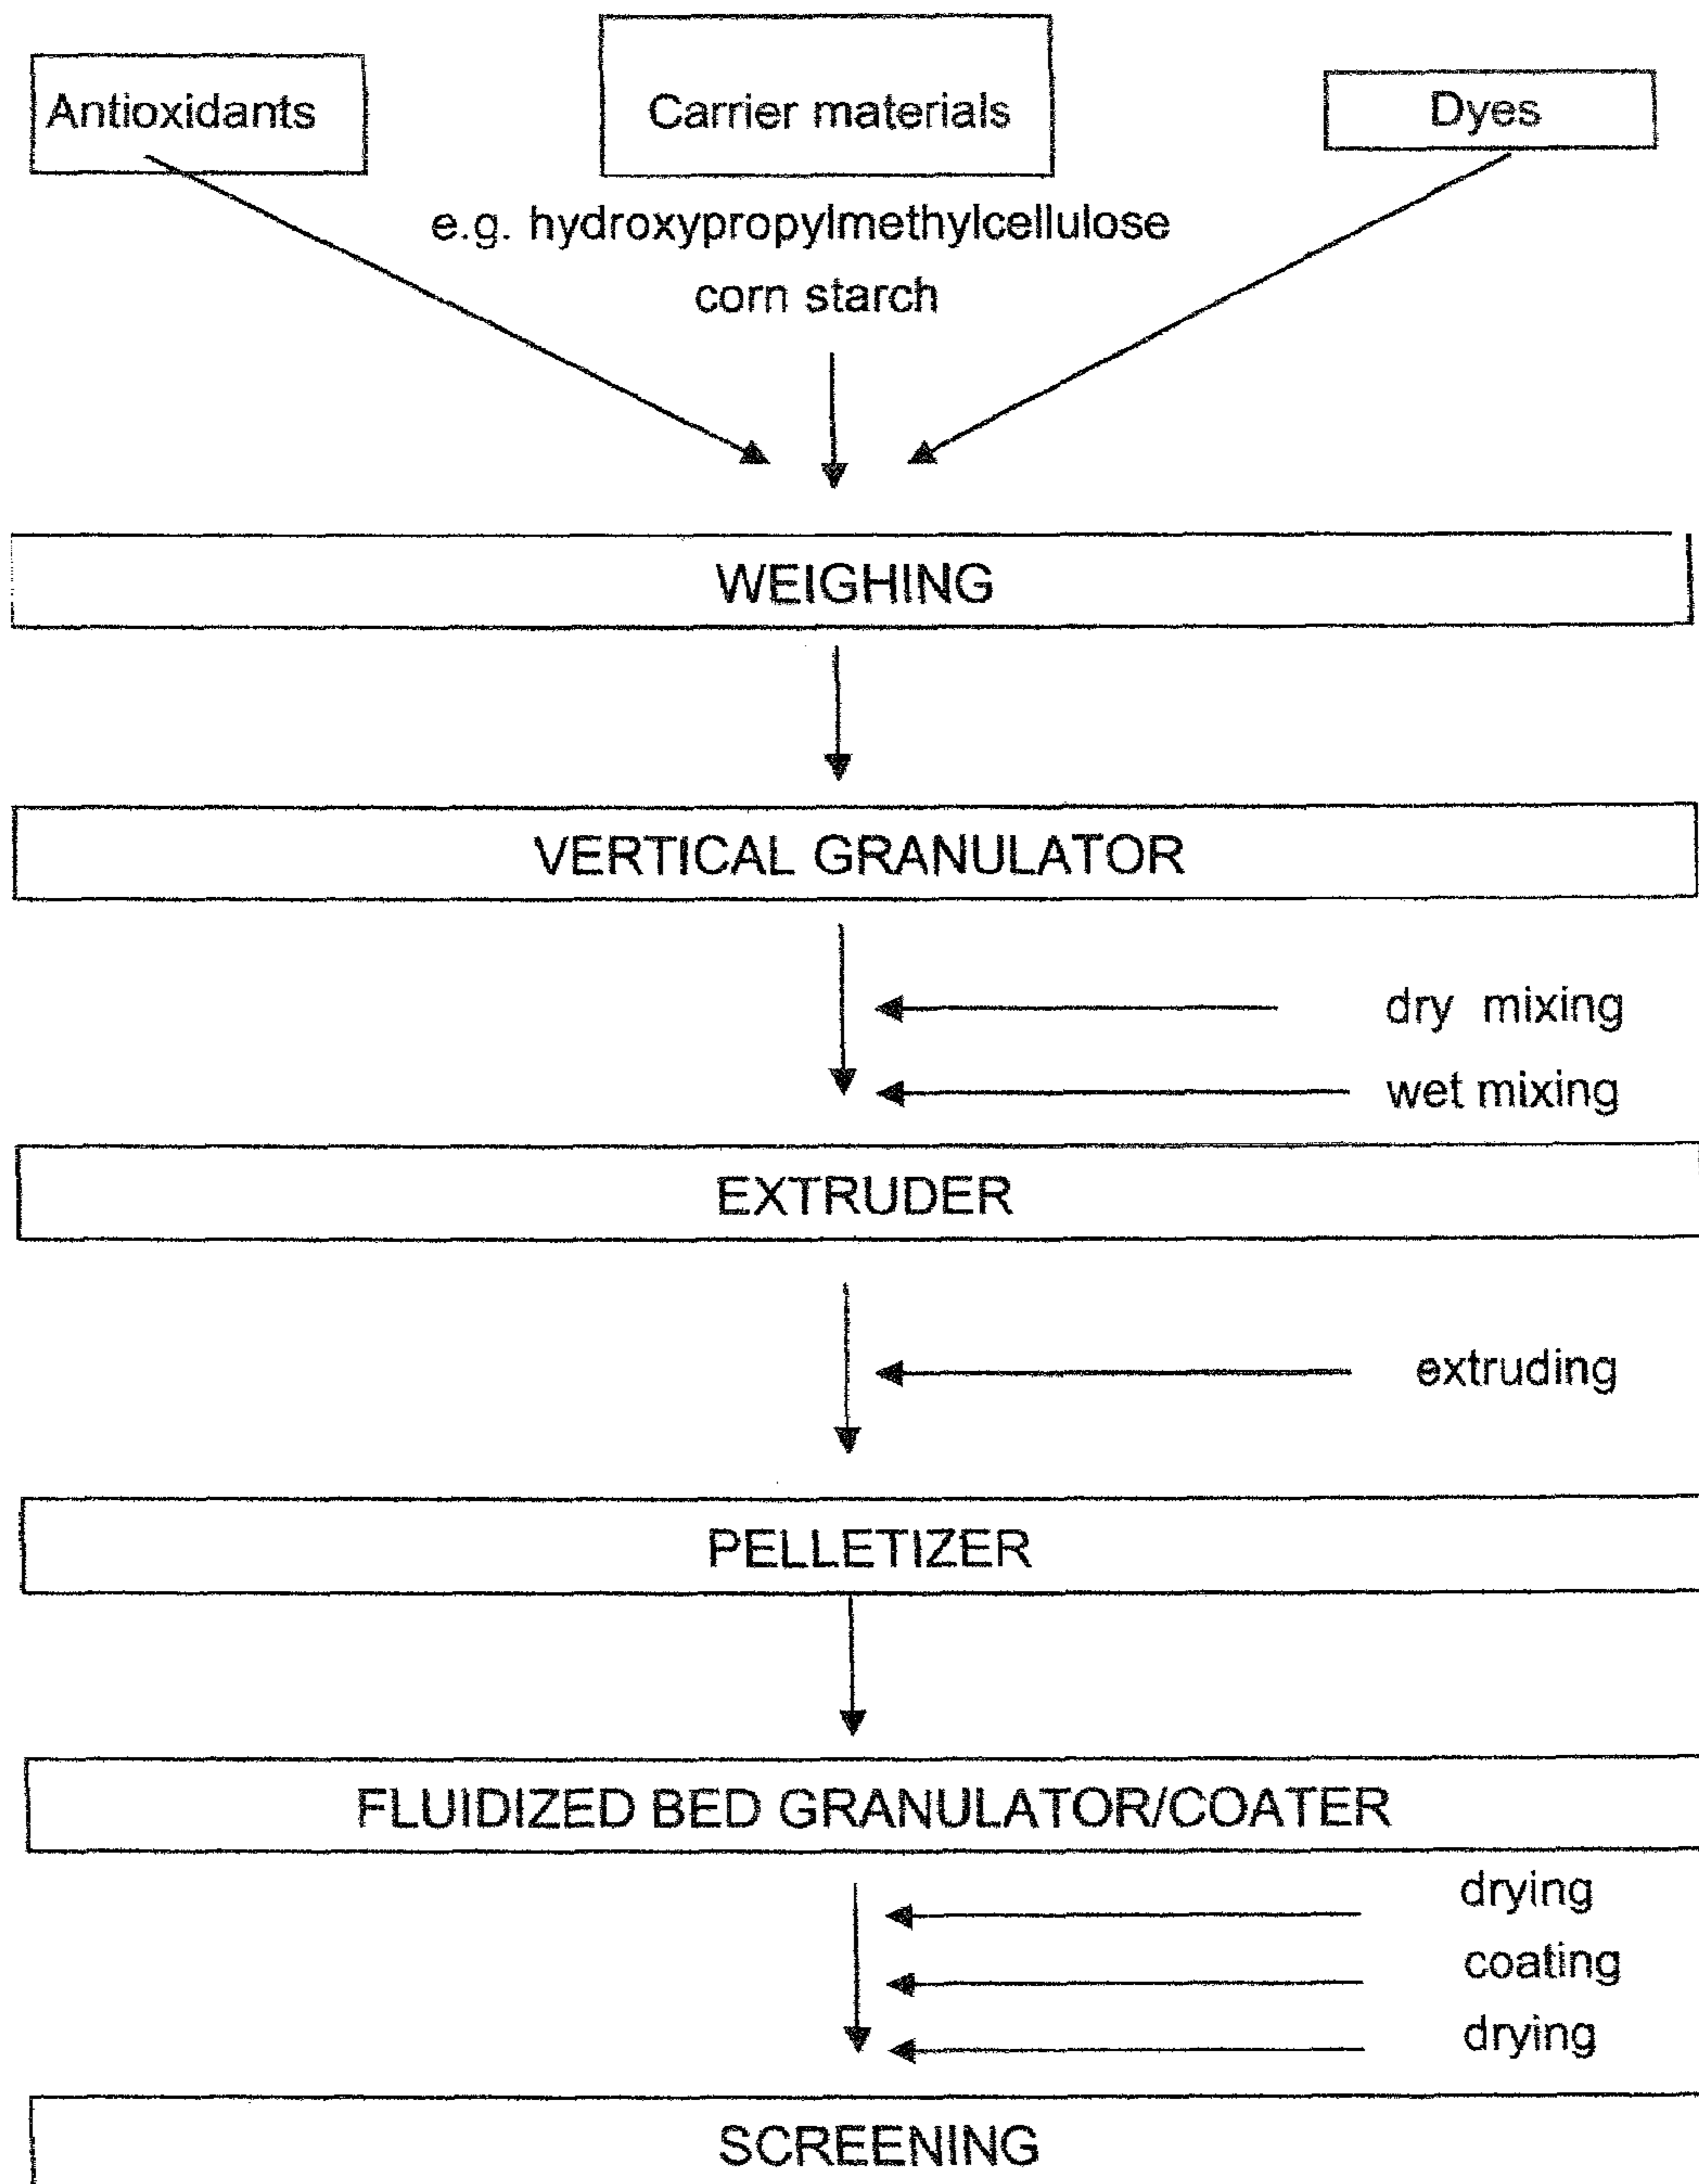 Antioxidants
Carrier materials
Dyes
e.g. hydroxypropylmethylcellulose
corn starch
WEIGHING
VERTICAL GRANULATOR
dry mixing
wet mixing
EXTRUDER
extruding
PELLETIZER
FLUIDIZED BED GRANULATOR/COATER
drying
coating
drying
SCREENING